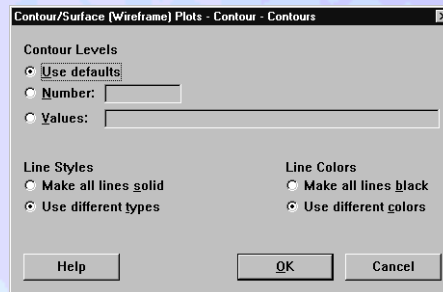 Contour/Surface (Wireframe) Plots - Contour - Contours
Contour Levels
Use defaults
Number:
Values:
Line Styles
Line Colors
Make all lines solid
Make all lines black
Use different types
Use different colors
Help
OK
Cancel